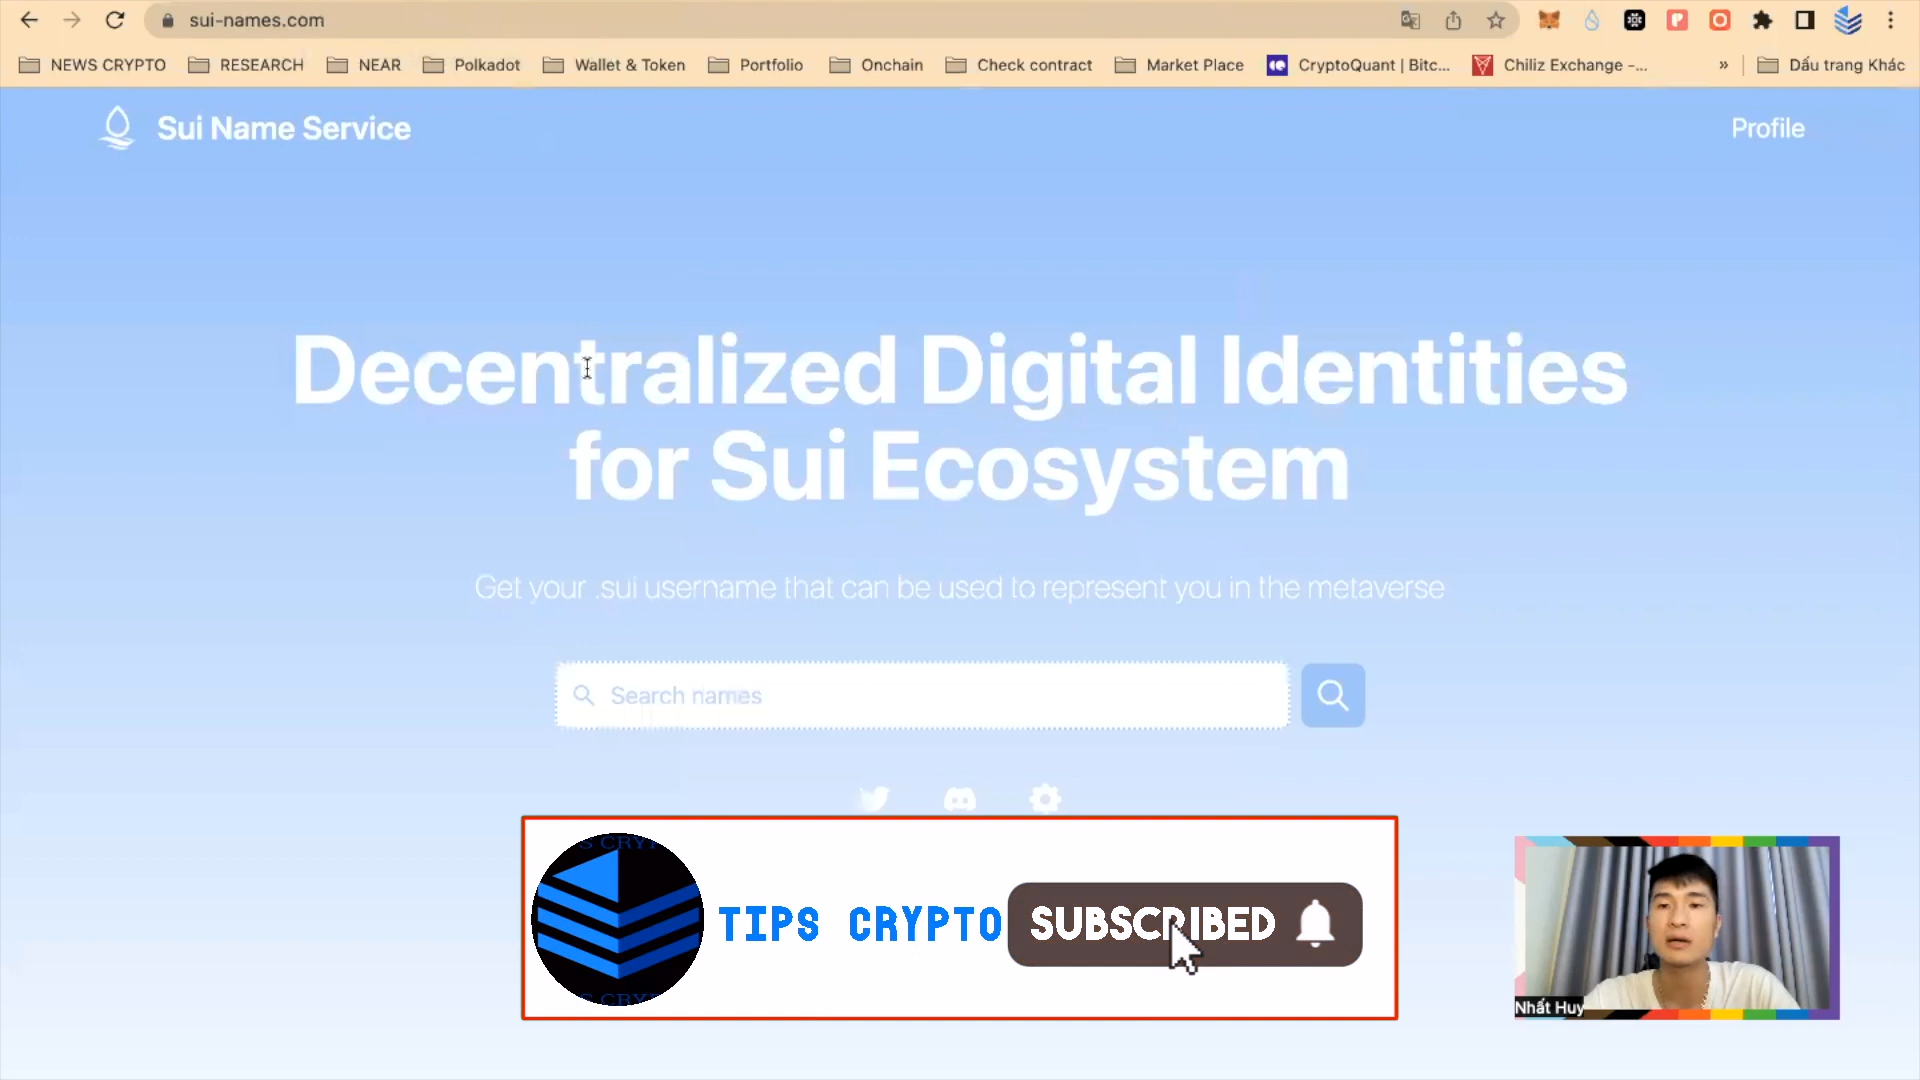 sui-names.com
NEWS CRYPTO RESEARCH NEAR Polkadot Wallet & Token Portfolio Onchain Check contract Market Place CryptoQuant | Bitc... Chiliz Exchange -... » Dấu trang Khác
Sui Name Service Profile
Decentralized Digital Identities
for Sui Ecosystem
Get your .sui username that can be used to represent you in the metaverse
Search names
TIPS CRYPTO SUBSCRIBED
Nhất Huy